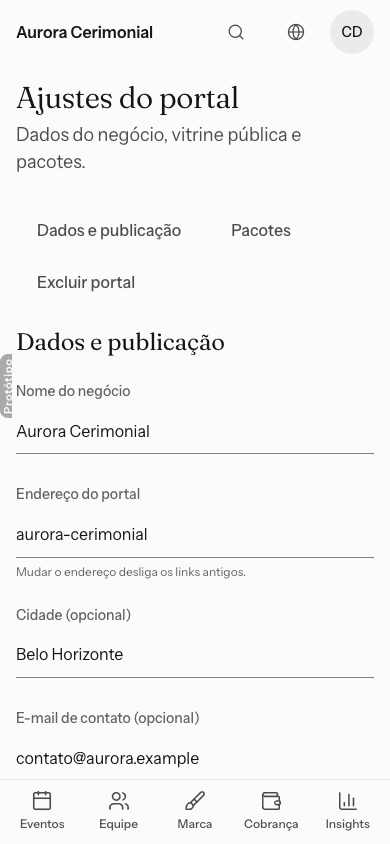 Aurora Cerimonial
CD
Ajustes do portal
Dados do negócio, vitrine pública e
pacotes.
Dados e publicação
Pacotes
Excluir portal
Dados e publicação
Protótipo
Nome do negócio
Aurora Cerimonial
Endereço do portal
aurora-cerimonial
Mudar o endereço desliga os links antigos.
Cidade (opcional)
Belo Horizonte
E-mail de contato (opcional)
contato@aurora.example
Eventos
Equipe
Marca
Cobrança
Insights